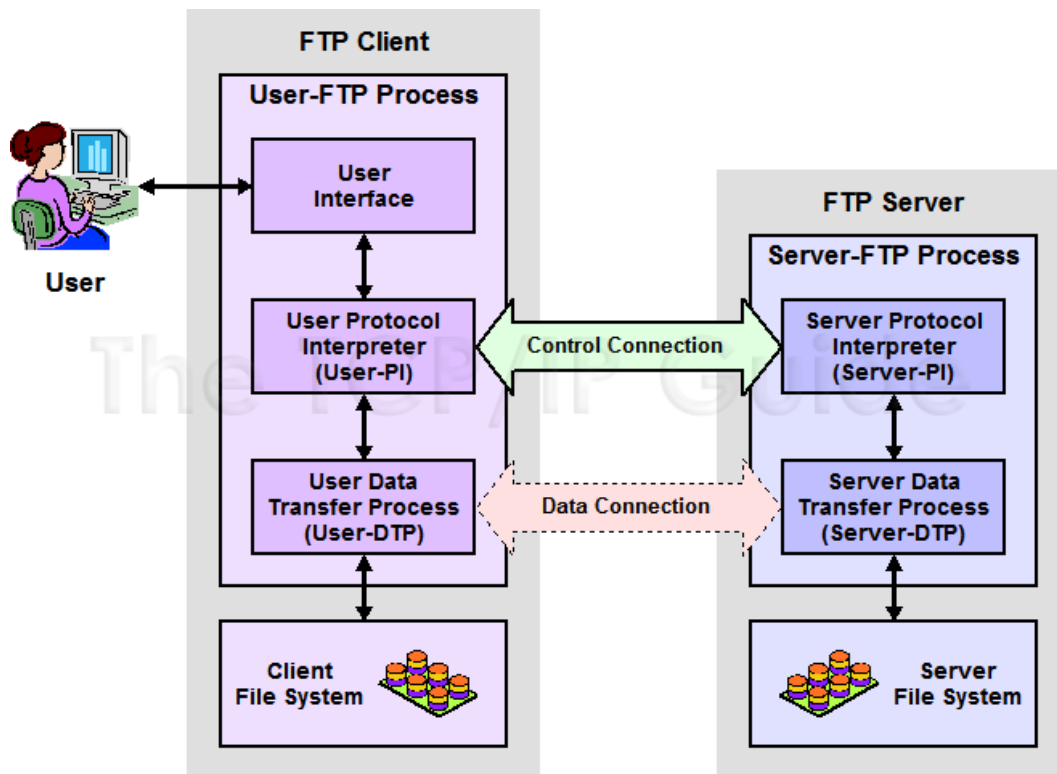 FTP Client
User-FTP Process
User
Interface
User
User Protocol
Interpreter
(User-PI)
User Data
Transfer Process
(User-DTP)
Client
File System
Control Connection
Data Connection
FTP Server
Server-FTP Process
Server Protocol
Interpreter
(Server-PI)
Server Data
Transfer Process
(Server-DTP)
Server
File System
The TCP/IP Guide